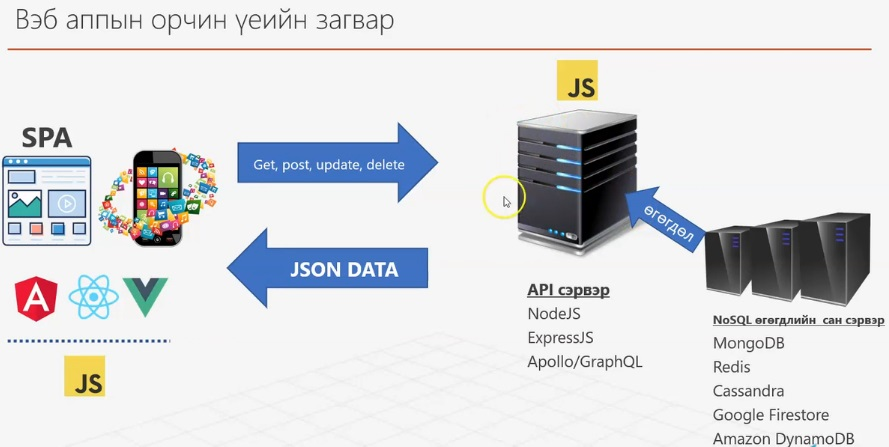 Вэб аппын орчин үеийн загвар
JS
SPA
Get, post, update, delete
өгөгдөл
JSON DATA
API сэрвэр
NodeJS
ExpressJS
Apollo/GraphQL
NoSQL өгөгдлийн сан сэрвэр
MongoDB
Redis
Cassandra
Google Firestore
Amazon DynamoDB
A
JS